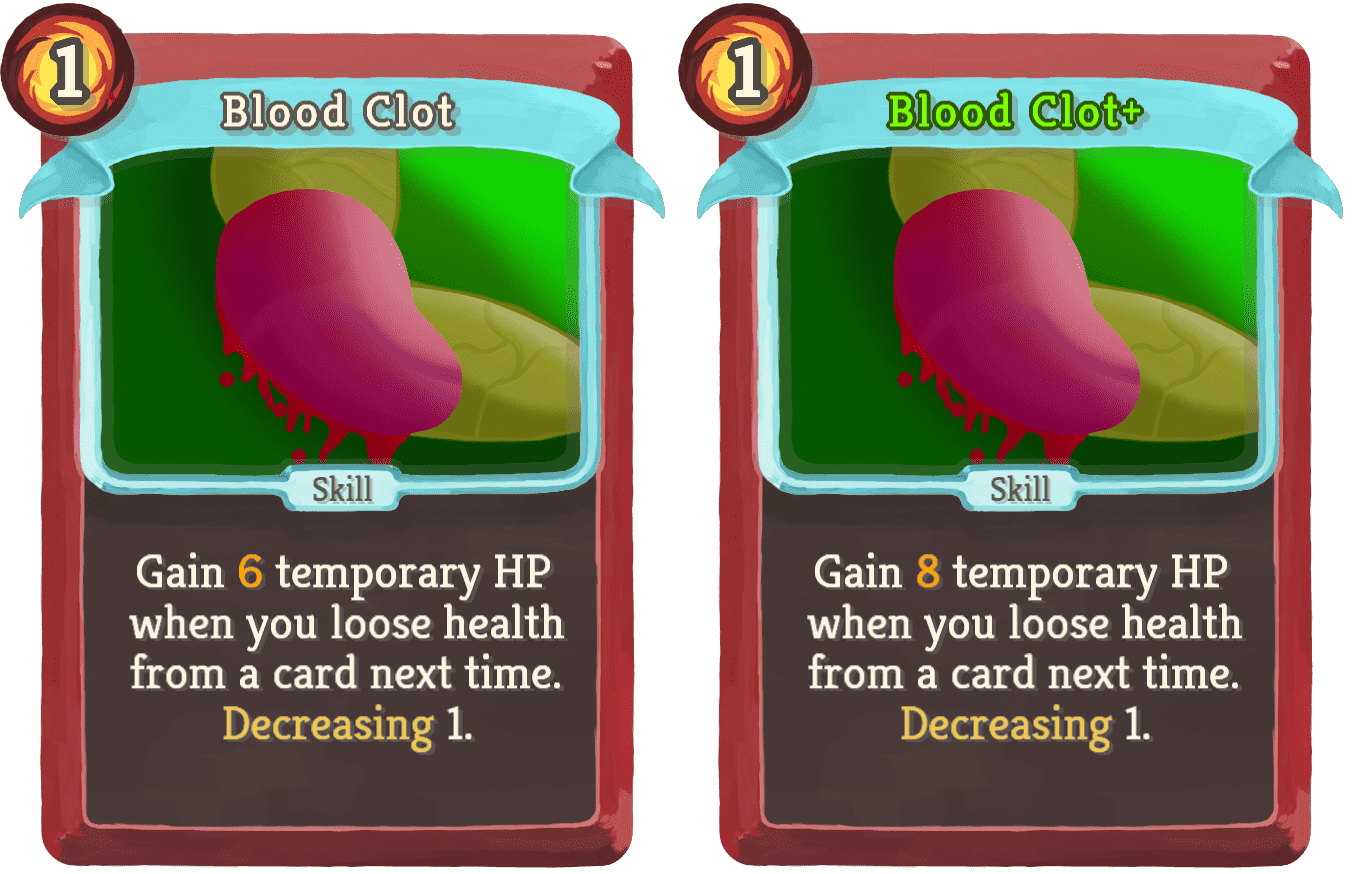 1
Blood Clot
Skill
Gain 6 temporary HP
when you loose health
from a card next time.
Decreasing 1.
1
Blood Clot+
Skill
Gain 8 temporary HP
when you loose health
from a card next time.
Decreasing 1.